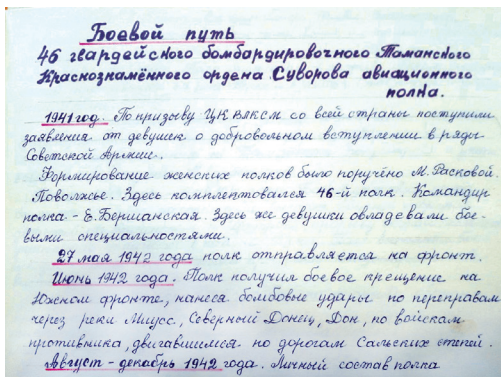 Боевой путь
46 гвардейского бомбардировочного Таманского
Краснознамённого ордена Суворова авиационного
полка.
1941 год. По призыву ЦК ВЛКСМ со всей страны поступили
заявления от девушек о добровольном вступлении в ряды
Советской Армии.
Формирование женских полков было поручено М. Расковой.
Поволжье. Здесь комплектовался 46-й полк. Командир
полка - Е. Бершанская. Здесь же девушки овладевали бое-
выми специальностями.
27 мая 1942 года полк отправляется на фронт.
Июнь 1942 года. Полк получил боевое крещение на
Южном фронте, нанеся бомбовые удары по переправам
через реки Миусс, Северный Донец, Дон, по войскам
противника, двигавшимся по дорогам Сальских степей.
Август - декабрь 1942 года. Личный состав полка